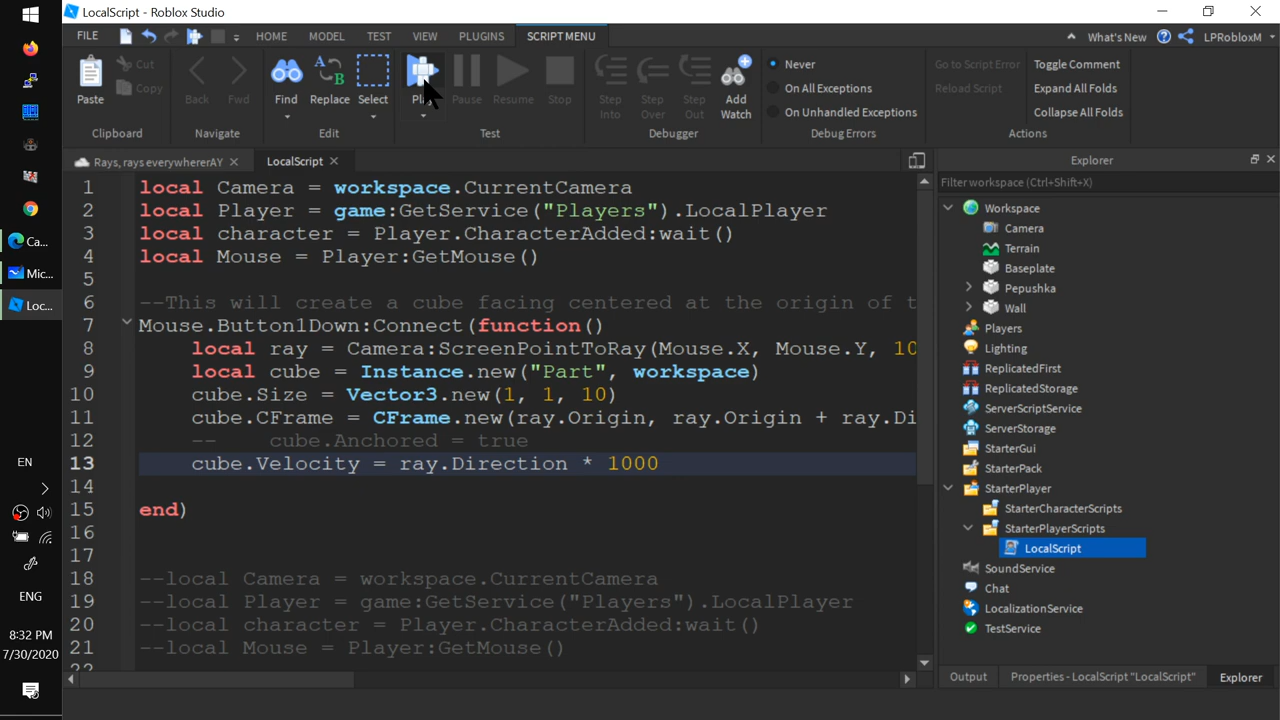 LocalScript - Roblox Studio
FILE HOME MODEL TEST VIEW PLUGINS SCRIPT MENU What's New LPRobloxM
Paste Cut Copy
Clipboard
Back Fwd
Navigate
Find Replace Select
Edit
Pause Resume Stop
Test
Step Into Step Over Step Out Add Watch
Debugger
Never
On All Exceptions
On Unhandled Exceptions
Debug Errors
Go to Script Error Toggle Comment
Reload Script Expand All Folds
Collapse All Folds
Actions
Rays, rays everywhererAY LocalScript
1 local Camera = workspace.CurrentCamera
2 local Player = game:GetService("Players").LocalPlayer
3 local character = Player.CharacterAdded:wait()
4 local Mouse = Player:GetMouse()
5
6 --This will create a cube facing centered at the origin of t
7 Mouse.Button1Down:Connect(function()
8 local ray = Camera:ScreenPointToRay(Mouse.X, Mouse.Y, 10
9 local cube = Instance.new("Part", workspace)
10 cube.Size = Vector3.new(1, 1, 10)
11 cube.CFrame = CFrame.new(ray.Origin, ray.Origin + ray.Di
12 -- cube.Anchored = true
13 cube.Velocity = ray.Direction * 1000
14
15 end)
16
17
18 --local Camera = workspace.CurrentCamera
19 --local Player = game:GetService("Players").LocalPlayer
20 --local character = Player.CharacterAdded:wait()
21 --local Mouse = Player:GetMouse()
22
Explorer
Filter workspace (Ctrl+Shift+X)
Workspace
Camera
Terrain
Baseplate
Pepushka
Wall
Players
Lighting
ReplicatedFirst
ReplicatedStorage
ServerScriptService
ServerStorage
StarterGui
StarterPack
StarterPlayer
StarterCharacterScripts
StarterPlayerScripts
LocalScript
SoundService
Chat
LocalizationService
TestService
Output Properties - LocalScript "LocalScript" Explorer
Ca...
Mic...
Loc...
EN
ENG
8:32 PM
7/30/2020